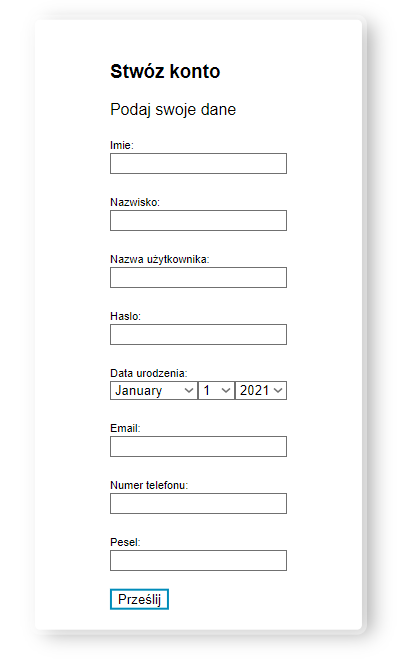 Stwóz konto
Podaj swoje dane
Imie:
Nazwisko:
Nazwa użytkownika:
Haslo:
Data urodzenia:
January 1 2021
Email:
Numer telefonu:
Pesel:
Prześlij